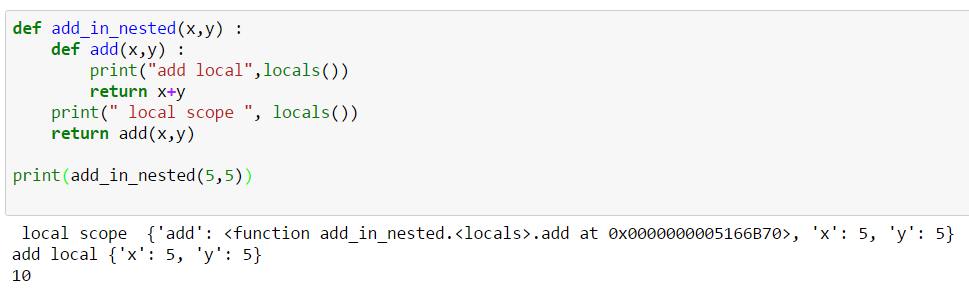 def add_in_nested(x,y) :
    def add(x,y) :
        print("add local",locals())
        return x+y
    print(" local scope ", locals())
    return add(x,y)

print(add_in_nested(5,5))

 local scope  {'add': <function add_in_nested.<locals>.add at 0x0000000005166B70>, 'x': 5, 'y': 5}
add local {'x': 5, 'y': 5}
10